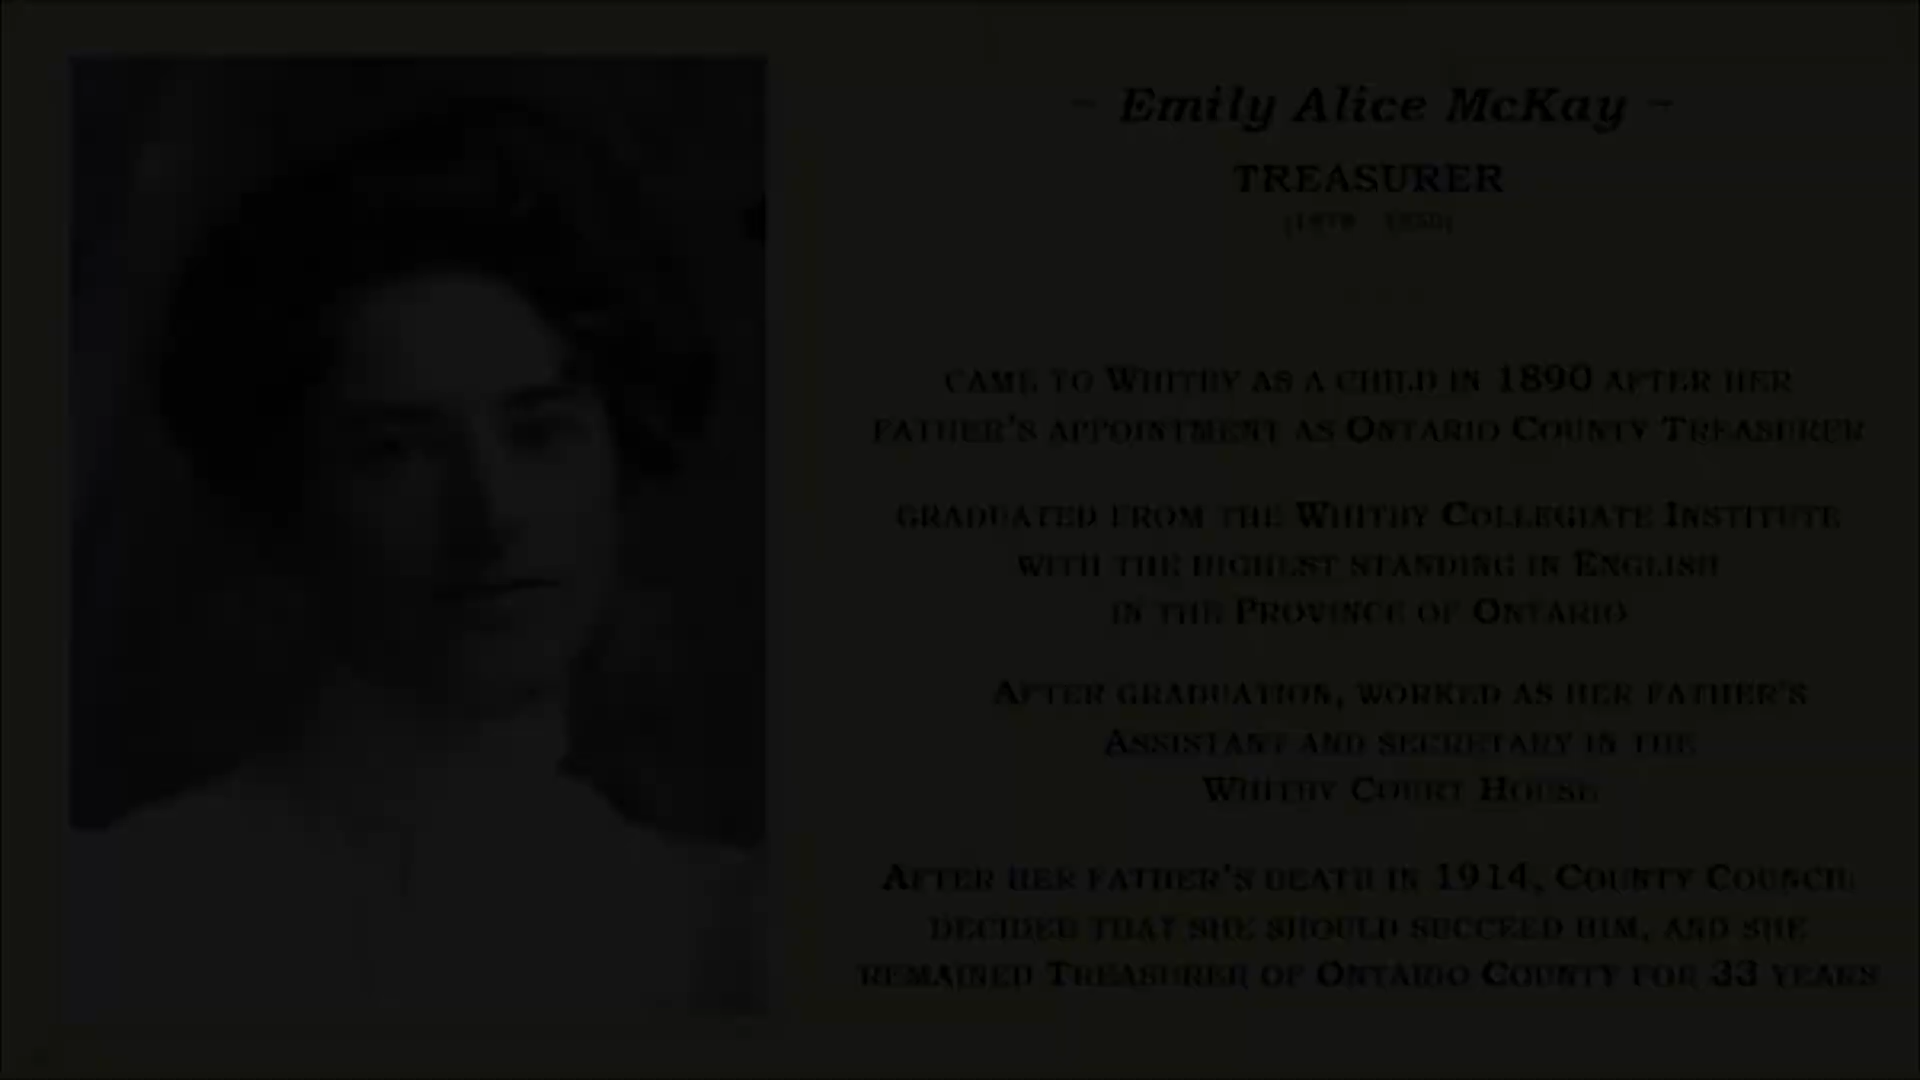 ~ Emily Alice McKay ~
TREASURER
CAME TO WHITBY AS A CHILD IN 1890 AFTER HER
FATHER'S APPOINTMENT AS ONTARIO COUNTY TREASURER
GRADUATED FROM THE WHITBY COLLEGIATE INSTITUTE
WITH THE HIGHEST STANDING IN ENGLISH
IN THE PROVINCE OF ONTARIO
AFTER GRADUATION, WORKED AS HER FATHER'S
ASSISTANT AND SECRETARY IN THE
WHITBY COURT HOUSE
AFTER HER FATHER'S DEATH IN 1914, COUNTY COUNCIL
DECIDED THAT SHE SHOULD SUCCEED HIM, AND SHE
REMAINED TREASURER OF ONTARIO COUNTY FOR 33 YEARS